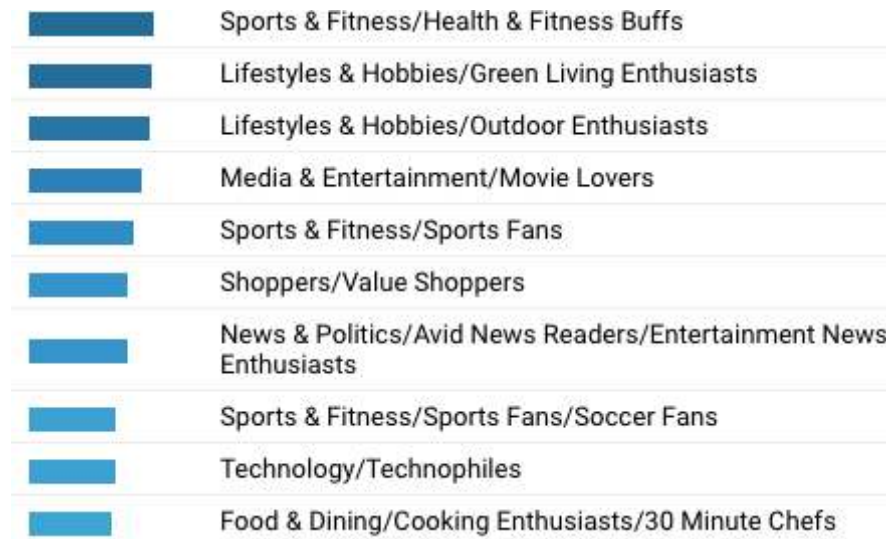 Sports & Fitness/Health & Fitness Buffs
Lifestyles & Hobbies/Green Living Enthusiasts
Lifestyles & Hobbies/Outdoor Enthusiasts
Media & Entertainment/Movie Lovers
Sports & Fitness/Sports Fans
Shoppers/Value Shoppers
News & Politics/Avid News Readers/Entertainment News
Enthusiasts
Sports & Fitness/Sports Fans/Soccer Fans
Technology/Technophiles
Food & Dining/Cooking Enthusiasts/30 Minute Chefs